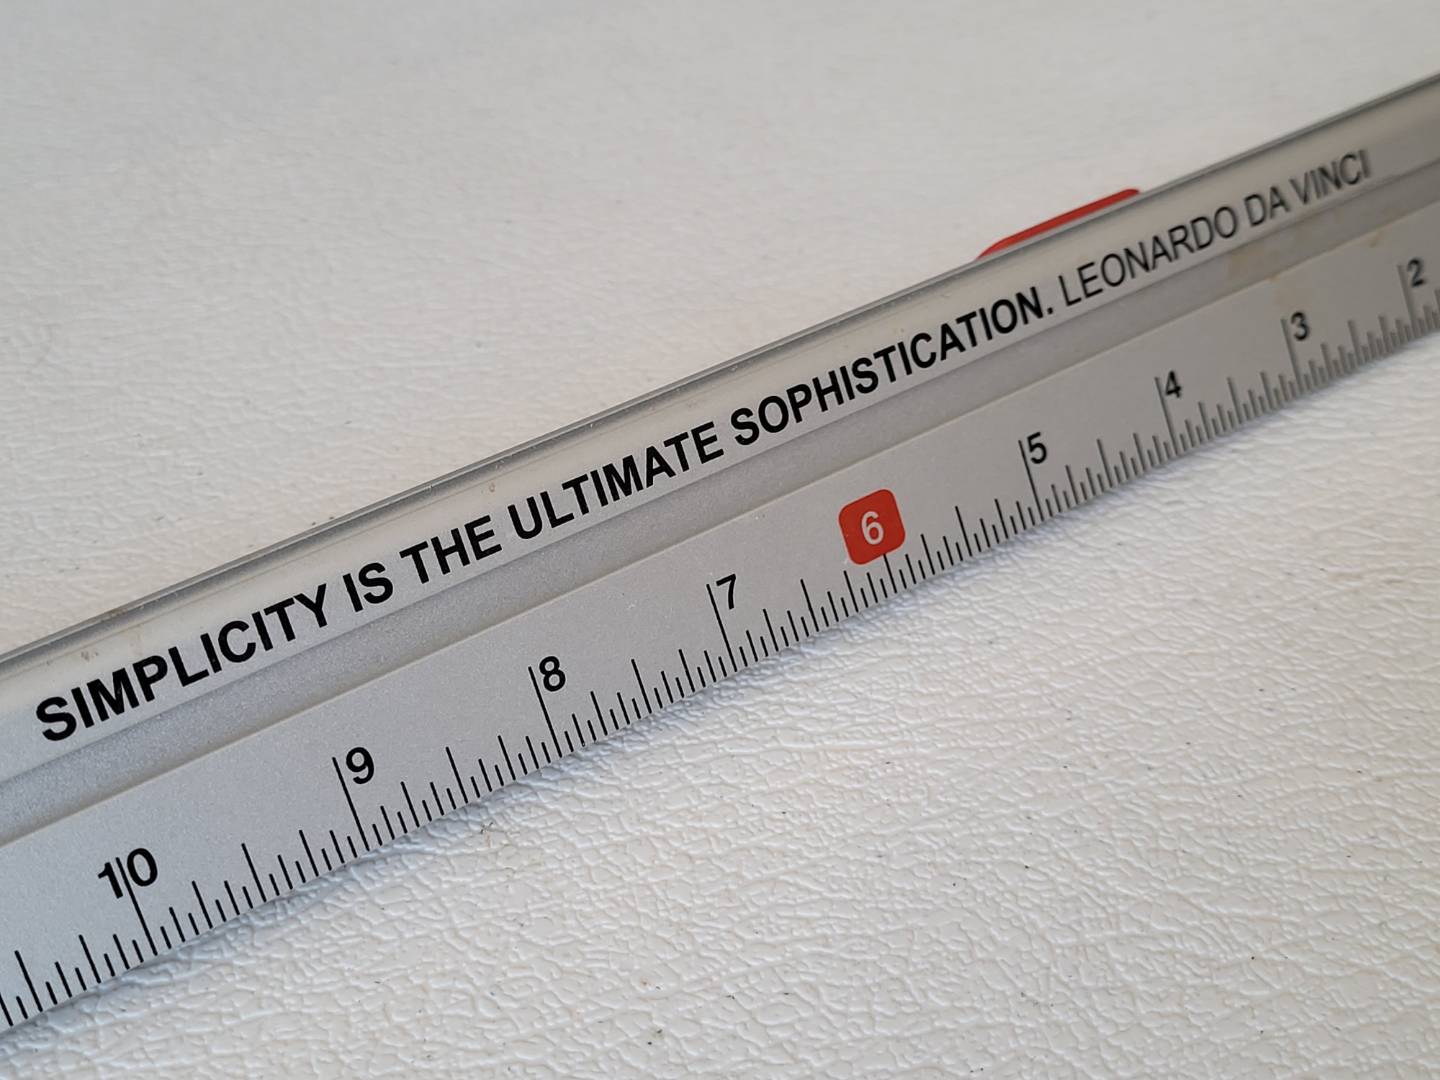 SIMPLICITY IS THE ULTIMATE SOPHISTICATION. LEONARDO DA VINCI
10 9 8 7 6 5 4 3 2